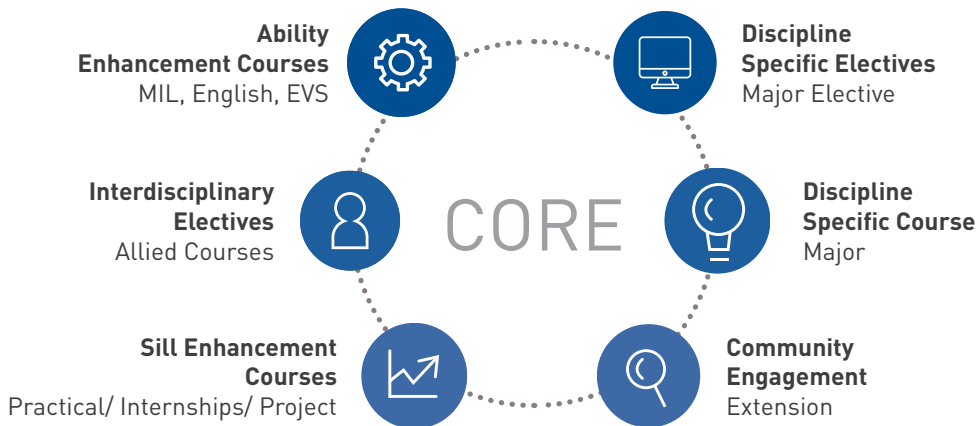 Ability
Enhancement Courses
MIL, English, EVS
Discipline
Specific Electives
Major Elective
Interdisciplinary
Electives
Allied Courses
CORE
Discipline
Specific Course
Major
Sill Enhancement
Courses
Practical/ Internships/ Project
Community
Engagement
Extension